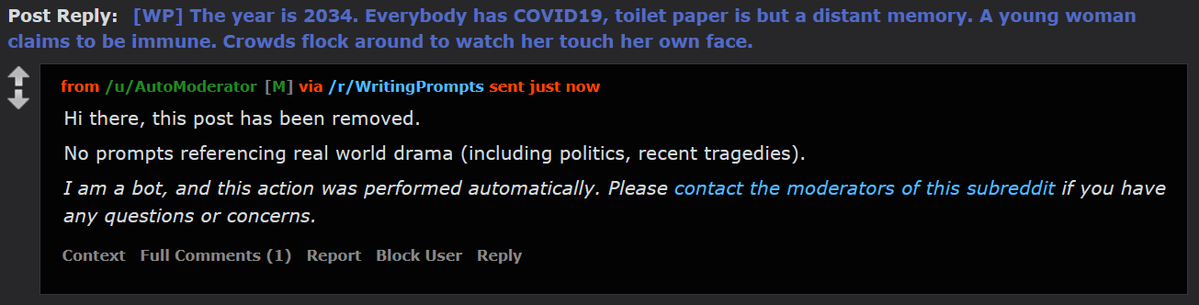 Post Reply: [WP] The year is 2034. Everybody has COVID19, toilet paper is but a distant memory. A young woman
claims to be immune. Crowds flock around to watch her touch her own face.
from /u/AutoModerator [M] via /r/WritingPrompts sent just now
Hi there, this post has been removed.
No prompts referencing real world drama (including politics, recent tragedies).
I am a bot, and this action was performed automatically. Please contact the moderators of this subreddit if you have
any questions or concerns.
Context Full Comments (1) Report Block User Reply